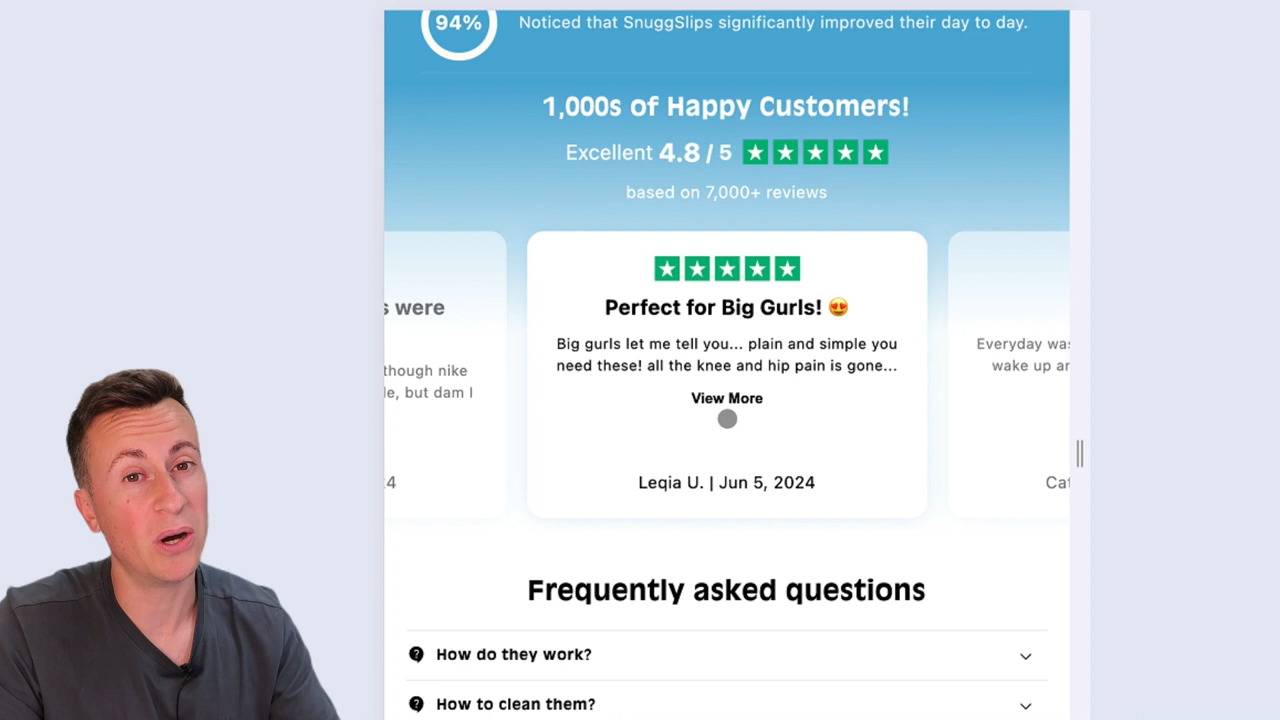 94%
Noticed that SnuggSlips significantly improved their day to day.
1,000s of Happy Customers!
Excellent 4.8 / 5
based on 7,000+ reviews
s were
though nike
le, but dam I
4
Perfect for Big Gurls! 😍
Big gurls let me tell you... plain and simple you
need these! all the knee and hip pain is gone...
View More
Leqia U. | Jun 5, 2024
Everyday was
wake up an
Cat
Frequently asked questions
How do they work?
How to clean them?